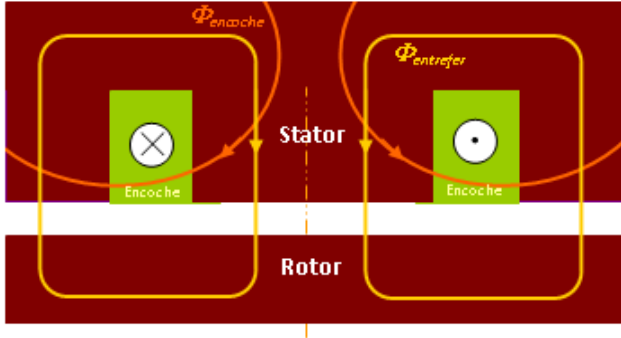 Φencoche
Φentrefer
Stator
Encoche
Encoche
Rotor